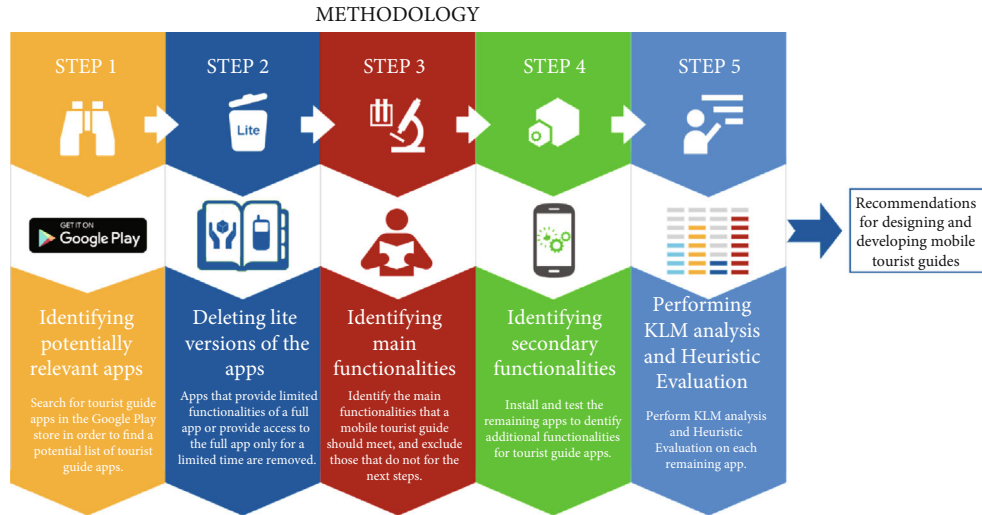 METHODOLOGY
STEP 1
STEP 2
STEP 3
STEP 4
STEP 5
Lite
GET IT ON
Google Play
Identifying
potentially
relevant apps
Search for tourist guide
apps in the Google Play
store in order to find a
potential list of tourist
guide apps.
Deleting lite
versions of the
apps
Apps that provide limited
functionalities of a full
app or provide access to
the full app only for a
limited time are removed.
Identifying
main
functionalities
Identify the main
functionalities that a
mobile tourist guide
should meet, and exclude
those that do not for the
next steps.
Identifying
secondary
functionalities
Install and test the
remaining apps to dentify
additional functionalities
for tourist guide apps.
Performing
KLM analysis
and Heuristic
Evaluation
Perform KLM analysis
and Heuristic
Evaluation on each
remaining app.
Recommendations
for designing and
developing mobile
tourist guides